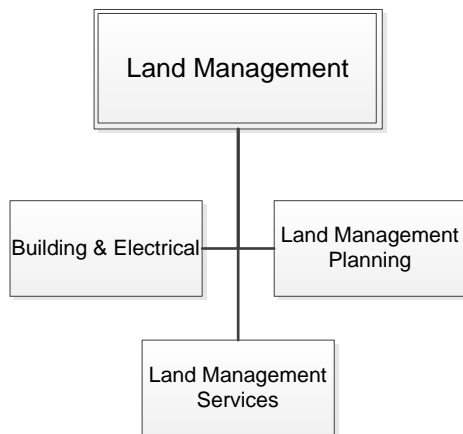 Land Management
Building & Electrical
Land Management
Planning
Land Management
Services